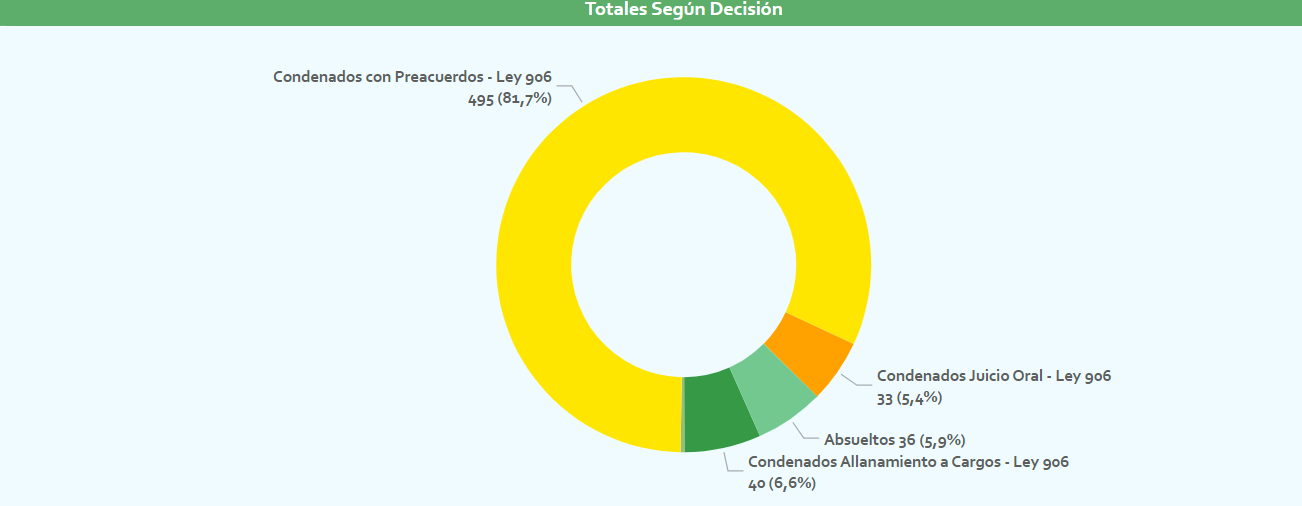 Totales Según Decisión
Condenados con Preacuerdos - Ley 906
495 (81,7%)
Condenados Juicio Oral - Ley 906
33 (5,4%)
Absueltos 36 (5,9%)
Condenados Allanamiento a Cargos - Ley 906
40 (6,6%)